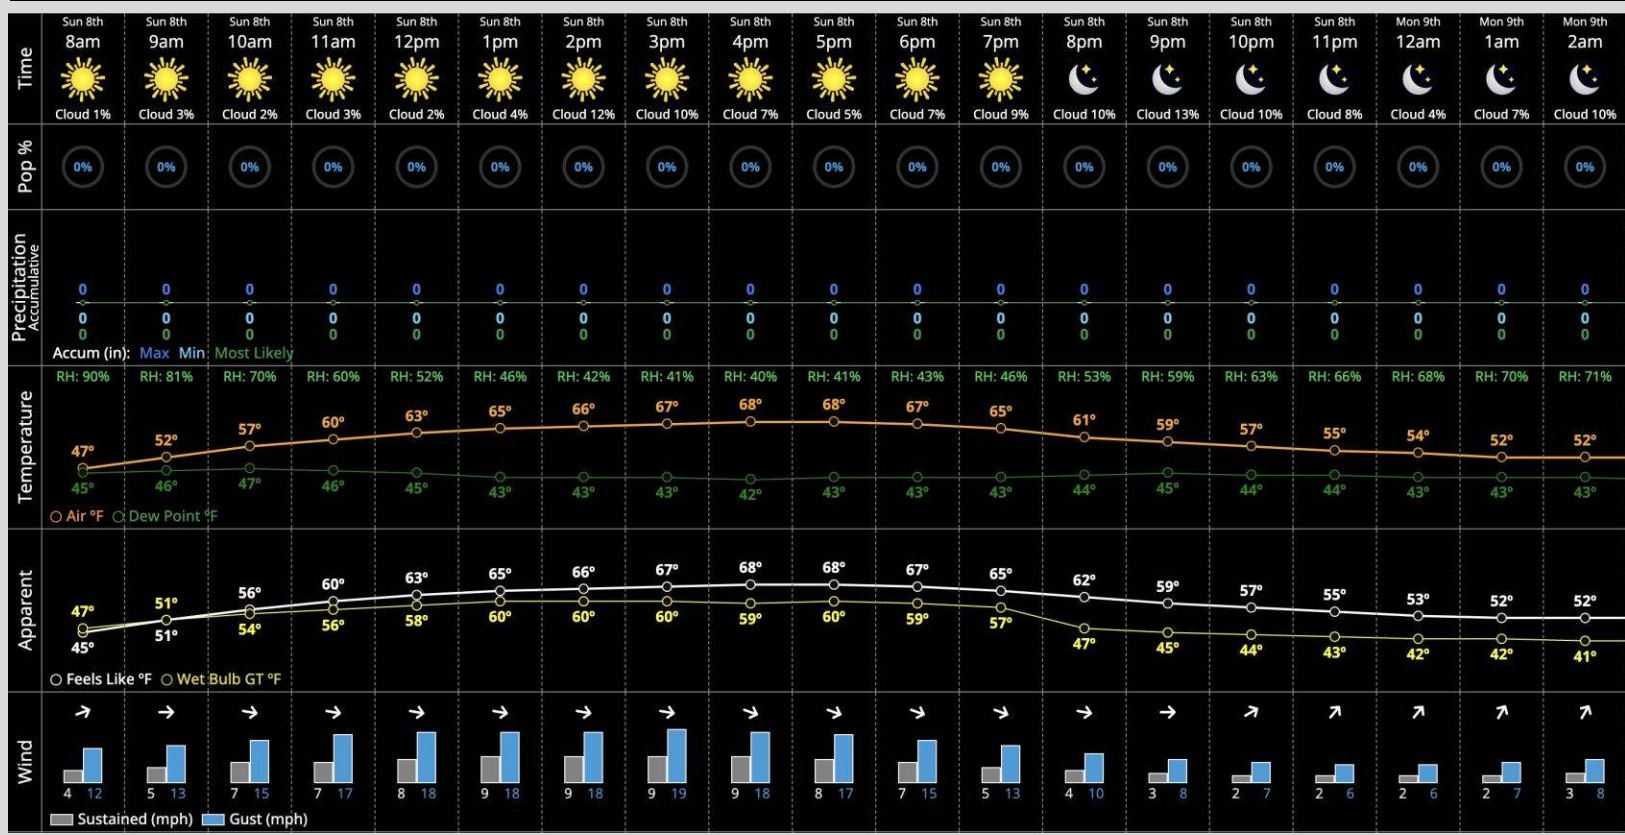 Sun 8th Sun 8th Sun 8th Sun 8th Sun 8th Sun 8th Sun 8th Sun 8th Sun 8th Sun 8th Sun 8th Sun 8th Sun 8th Sun 8th Sun 8th Sun 8th Mon 9th Mon 9th Mon 9th
Time 8am 9am 10am 11am 12pm 1pm 2pm 3pm 4pm 5pm 6pm 7pm 8pm 9pm 10pm 11pm 12am 1am 2am
Cloud 1% Cloud 3% Cloud 2% Cloud 3% Cloud 2% Cloud 4% Cloud 12% Cloud 10% Cloud 7% Cloud 5% Cloud 7% Cloud 9% Cloud 10% Cloud 13% Cloud 10% Cloud 8% Cloud 4% Cloud 7% Cloud 10%
Pop % 0% 0% 0% 0% 0% 0% 0% 0% 0% 0% 0% 0% 0% 0% 0% 0% 0% 0% 0%
Precipitation
Accumulative
0 0 0 0 0 0 0 0 0 0 0 0 0 0 0 0 0 0 0
0 0 0 0 0 0 0 0 0 0 0 0 0 0 0 0 0 0 0
0 0 0 0 0 0 0 0 0 0 0 0 0 0 0 0 0 0 0
Accum (in): Max Min Most Likely
Temperature
RH: 90% RH: 81% RH: 70% RH: 60% RH: 52% RH: 46% RH: 42% RH: 41% RH: 40% RH: 41% RH: 43% RH: 46% RH: 53% RH: 59% RH: 63% RH: 66% RH: 68% RH: 70% RH: 71%
47° 52° 57° 60° 63° 65° 66° 67° 68° 68° 67° 65° 61° 59° 57° 55° 54° 52° 52°
45° 46° 47° 46° 45° 43° 43° 43° 42° 43° 43° 43° 44° 45° 44° 44° 43° 43° 43°
Air °F Dew Point °F
Apparent
47° 51° 56° 60° 63° 65° 66° 67° 68° 68° 67° 65° 62° 59° 57° 55° 53° 52° 52°
45° 51° 54° 56° 58° 60° 60° 60° 59° 60° 59° 57° 47° 45° 44° 43° 42° 42° 41°
Feels Like °F Wet Bulb GT °F
Wind
4 12 5 13 7 15 7 17 8 18 9 18 9 18 9 19 9 18 8 17 7 15 5 13 4 10 3 8 2 7 2 6 2 6 2 7 3 8
Sustained (mph) Gust (mph)